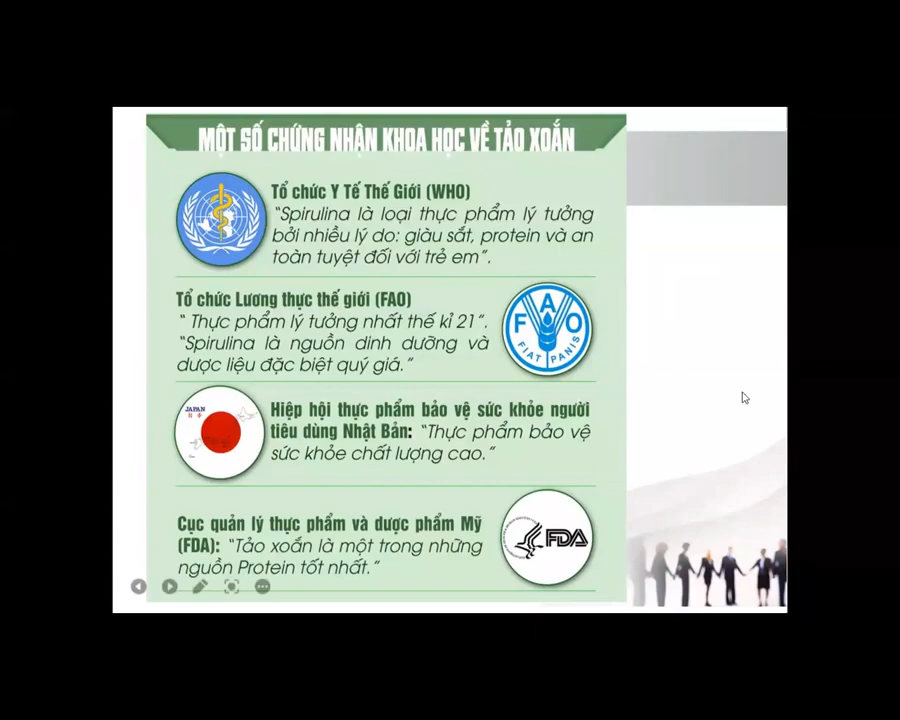 MỘT SỐ CHỨNG NHẬN KHOA HỌC VỀ TẢO XOẮN
Tổ chức Y Tế Thế Giới (WHO)
"Spirulina là loại thực phẩm lý tưởng
bởi nhiều lý do: giàu sắt, protein và an
toàn tuyệt đối với trẻ em".
Tổ chức Lương thực thế giới (FAO)
" Thực phẩm lý tưởng nhất thế kỉ 21".
"Spirulina là nguồn dinh dưỡng và
dược liệu đặc biệt quý giá."
FAO
FIAT PANIS
JAPAN
Hiệp hội thực phẩm bảo vệ sức khỏe người
tiêu dùng Nhật Bản: "Thực phẩm bảo vệ
sức khỏe chất lượng cao."
Cục quản lý thực phẩm và dược phẩm Mỹ
(FDA): "Tảo xoắn là một trong những
nguồn Protein tốt nhất."
FDA